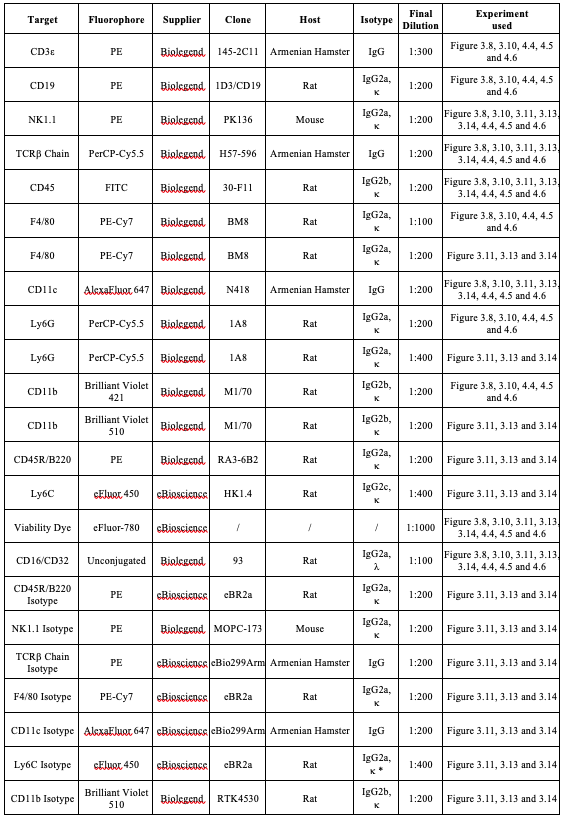 Target Fluorophore Supplier Clone Host Isotype Final Dilution Experiment used
CD3ε PE Biolegend 145-2C11 Armenian Hamster IgG 1:300 Figure 3.8, 3.10, 4.4, 4.5 and 4.6
CD19 PE Biolegend 1D3/CD19 Rat IgG2a, κ 1:200 Figure 3.8, 3.10, 4.4, 4.5 and 4.6
NK1.1 PE Biolegend PK136 Mouse IgG2a, κ 1:200 Figure 3.8, 3.10, 3.11, 3.13, 3.14, 4.4, 4.5 and 4.6
TCRβ Chain PerCP-Cy5.5 Biolegend H57-596 Armenian Hamster IgG 1:200 Figure 3.8, 3.10, 3.11, 3.13, 3.14, 4.4, 4.5 and 4.6
CD45 FITC Biolegend 30-F11 Rat IgG2b, κ 1:200 Figure 3.8, 3.10, 3.11, 3.13, 3.14, 4.4, 4.5 and 4.6
F4/80 PE-Cy7 Biolegend BM8 Rat IgG2a, κ 1:100 Figure 3.8, 3.10, 4.4, 4.5 and 4.6
F4/80 PE-Cy7 Biolegend BM8 Rat IgG2a, κ 1:200 Figure 3.11, 3.13 and 3.14
CD11c AlexaFluor 647 Biolegend N418 Armenian Hamster IgG 1:200 Figure 3.8, 3.10, 3.11, 3.13, 3.14, 4.4, 4.5 and 4.6
Ly6G PerCP-Cy5.5 Biolegend 1A8 Rat IgG2a, κ 1:200 Figure 3.8, 3.10, 4.4, 4.5 and 4.6
Ly6G PerCP-Cy5.5 Biolegend 1A8 Rat IgG2a, κ 1:400 Figure 3.11, 3.13 and 3.14
CD11b Brilliant Violet 421 Biolegend M1/70 Rat IgG2b, κ 1:200 Figure 3.8, 3.10, 4.4, 4.5 and 4.6
CD11b Brilliant Violet 510 Biolegend M1/70 Rat IgG2b, κ 1:200 Figure 3.11, 3.13 and 3.14
CD45R/B220 PE Biolegend RA3-6B2 Rat IgG2a, κ 1:200 Figure 3.11, 3.13 and 3.14
Ly6C eFluor 450 eBioscience HK1.4 Rat IgG2c, κ 1:400 Figure 3.11, 3.13 and 3.14
Viability Dye eFluor-780 eBioscience / / / 1:1000 Figure 3.8, 3.10, 3.11, 3.13, 3.14, 4.4, 4.5 and 4.6
CD16/CD32 Unconjugated Biolegend 93 Rat IgG2a, λ 1:100 Figure 3.8, 3.10, 3.11, 3.13, 3.14, 4.4, 4.5 and 4.6
CD45R/B220 Isotype PE eBioscience eBR2a Rat IgG2a, κ 1:200 Figure 3.11, 3.13 and 3.14
NK1.1 Isotype PE Biolegend MOPC-173 Mouse IgG2a, κ 1:200 Figure 3.11, 3.13 and 3.14
TCRβ Chain Isotype PE eBioscience eBio299Arm Armenian Hamster IgG 1:200 Figure 3.11, 3.13 and 3.14
F4/80 Isotype PE-Cy7 eBioscience eBR2a Rat IgG2a, κ 1:200 Figure 3.11, 3.13 and 3.14
CD11c Isotype AlexaFluor 647 eBioscience eBio299Arm Armenian Hamster IgG 1:200 Figure 3.11, 3.13 and 3.14
Ly6C Isotype eFluor 450 eBioscience eBR2a Rat IgG2a, κ * 1:400 Figure 3.11, 3.13 and 3.14
CD11b Isotype Brilliant Violet 510 Biolegend RTK4530 Rat IgG2b, κ 1:200 Figure 3.11, 3.13 and 3.14